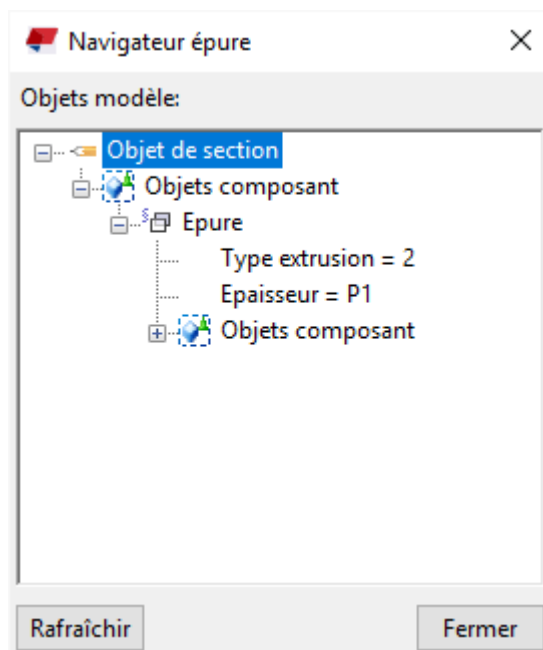 Navigateur épure
Objets modèle:
Objet de section
Objets composant
Epure
Type extrusion = 2
Epaisseur = P1
Objets composant
Rafraîchir
Fermer